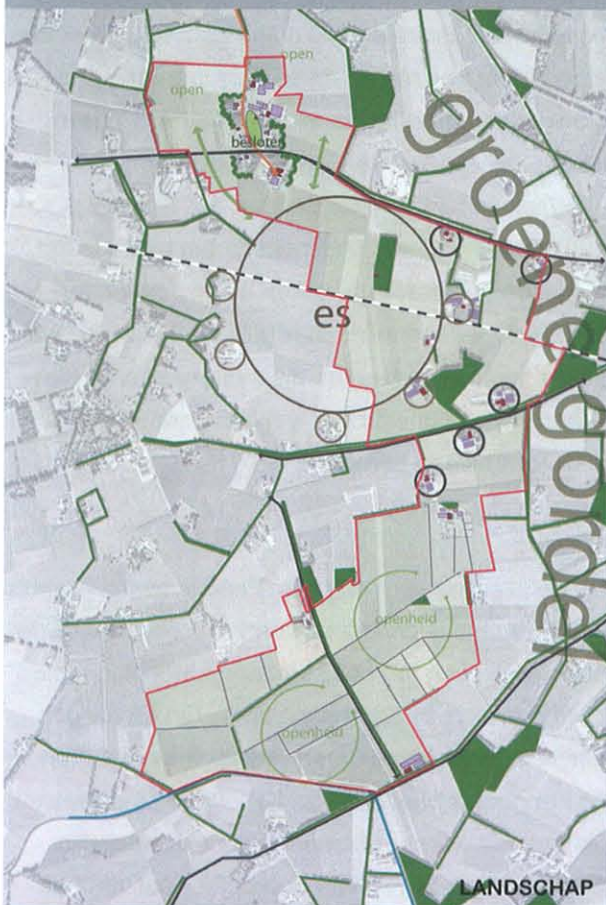 open
open
besloten
groene gordel
es
openheid
openheid
LANDSCHAP